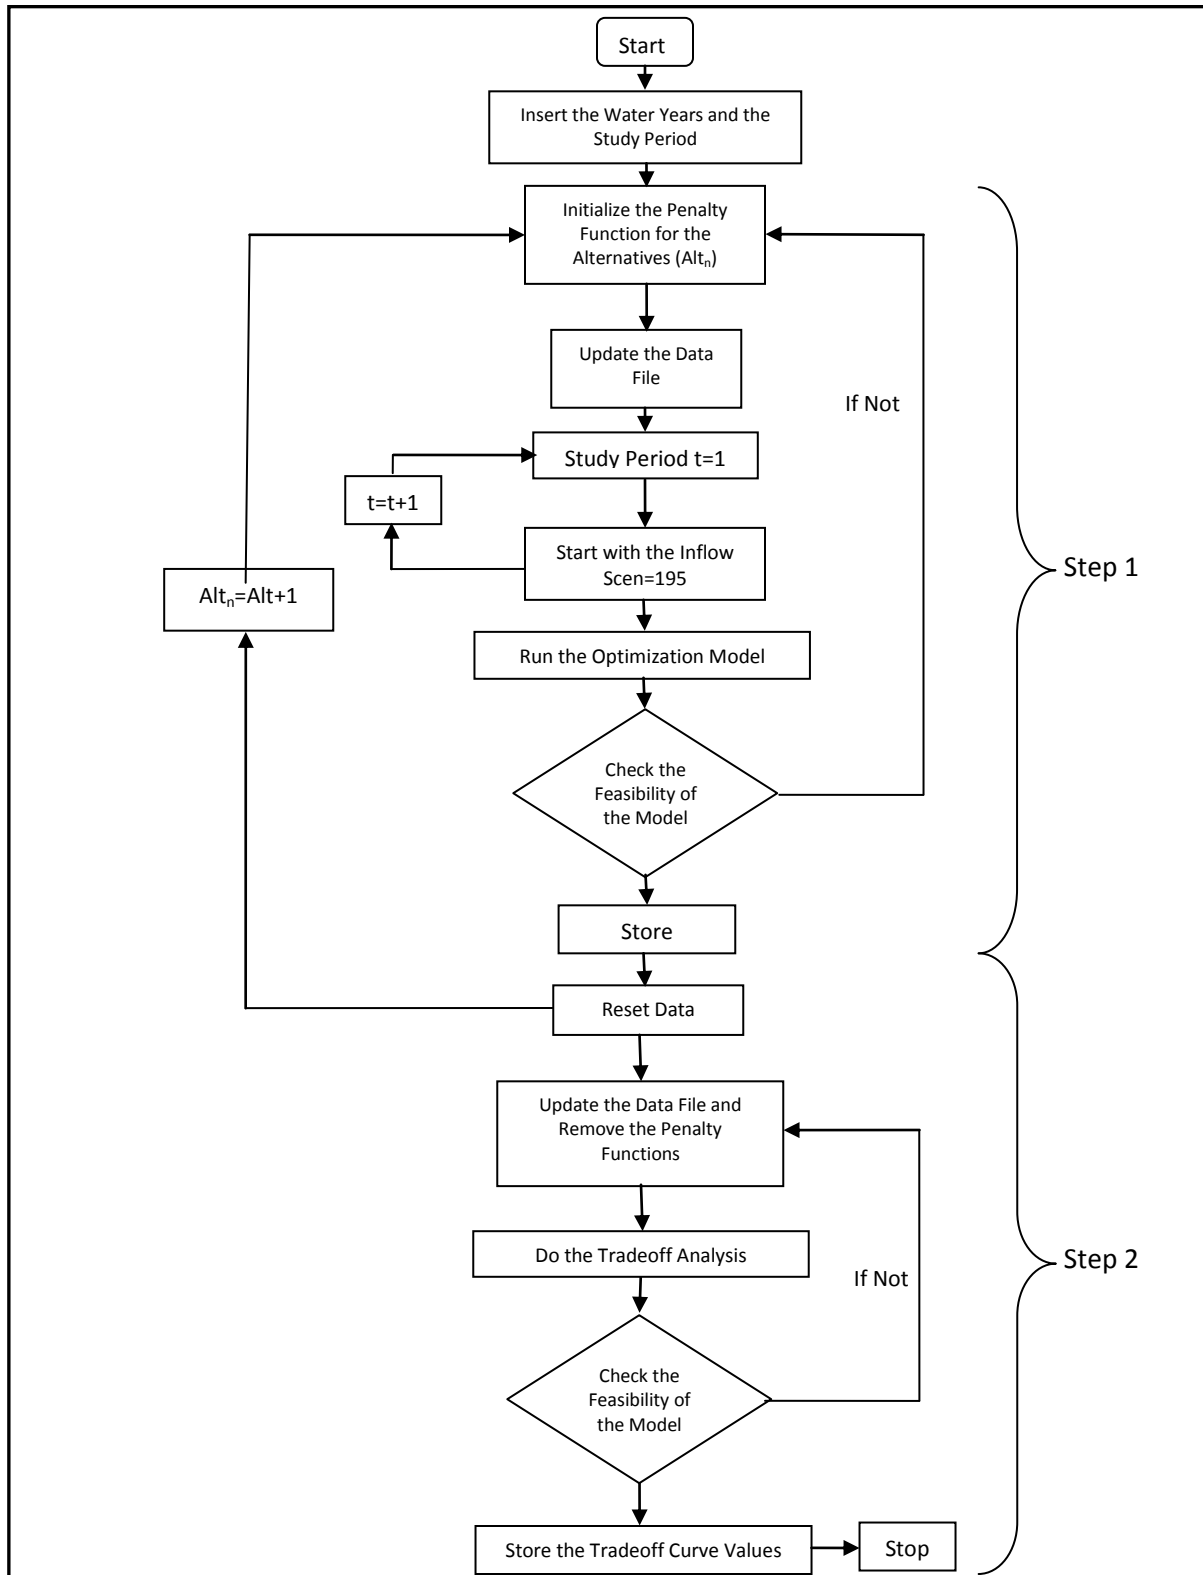 Start
Insert the Water Years and the
Study Period
Initialize the Penalty
Function for the
Alternatives (Altₙ)
Update the Data
File
If Not
Study Period t=1
t=t+1
Start with the Inflow
Scen=195
Step 1
Altₙ=Alt+1
Run the Optimization Model
Check the
Feasibility of
the Model
Store
Reset Data
Update the Data File and
Remove the Penalty
Functions
Do the Tradeoff Analysis
Step 2
If Not
Check the
Feasibility of
the Model
Store the Tradeoff Curve Values
Stop